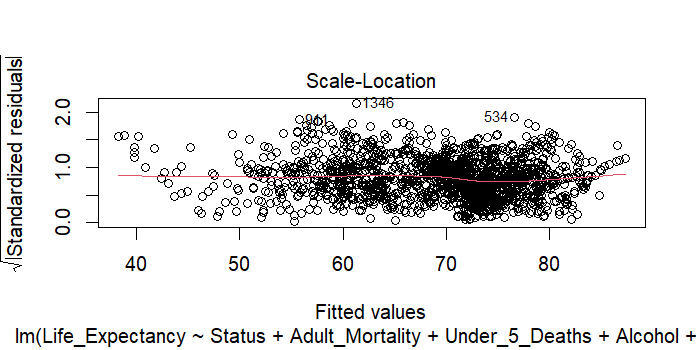 Scale-Location
√|Standardized residuals|
2.0
1.0
0.0
1346
534
40
50
60
70
80
Fitted values
lm(Life_Expectancy ~ Status + Adult_Mortality + Under_5_Deaths + Alcohol +